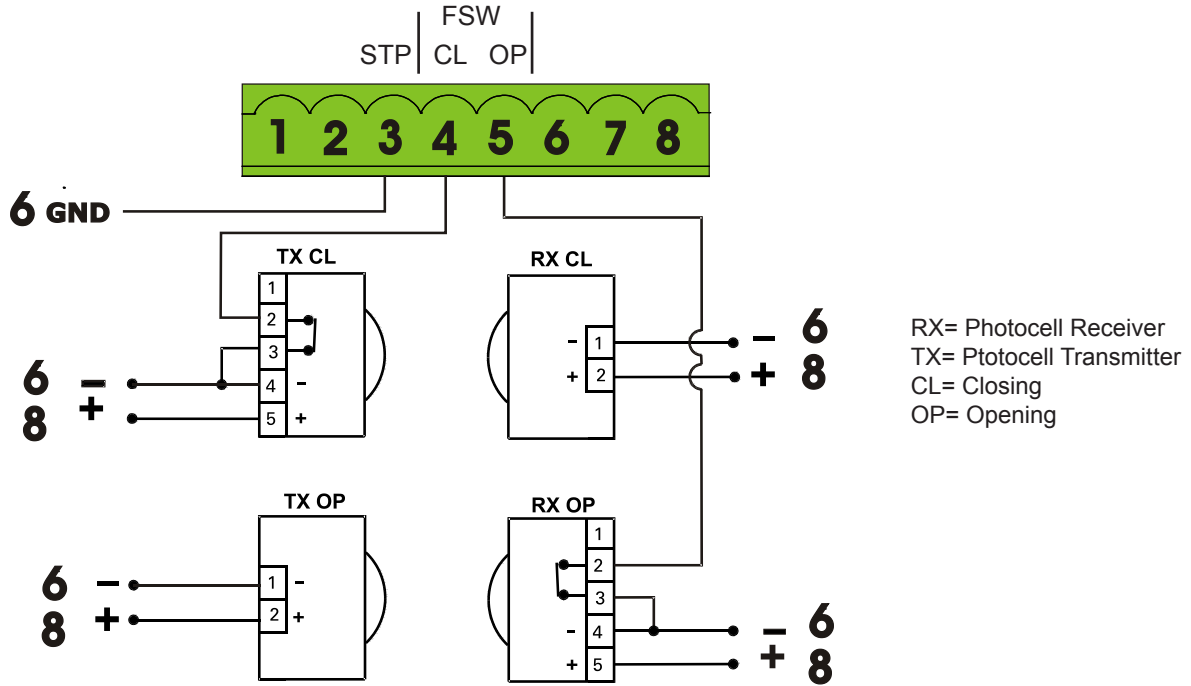 FSW
STP CL OP
1 2 3 4 5 6 7 8
6 GND
TX CL
1
2
3
4 -
5 +
6 -
8 +
RX CL
- 1
+ 2
- 6
+ 8
RX= Photocell Receiver
TX= Ptotocell Transmitter
CL= Closing
OP= Opening
TX OP
1 -
2 +
6 -
8 +
RX OP
1
2
3
- 4
+ 5
- 6
+ 8